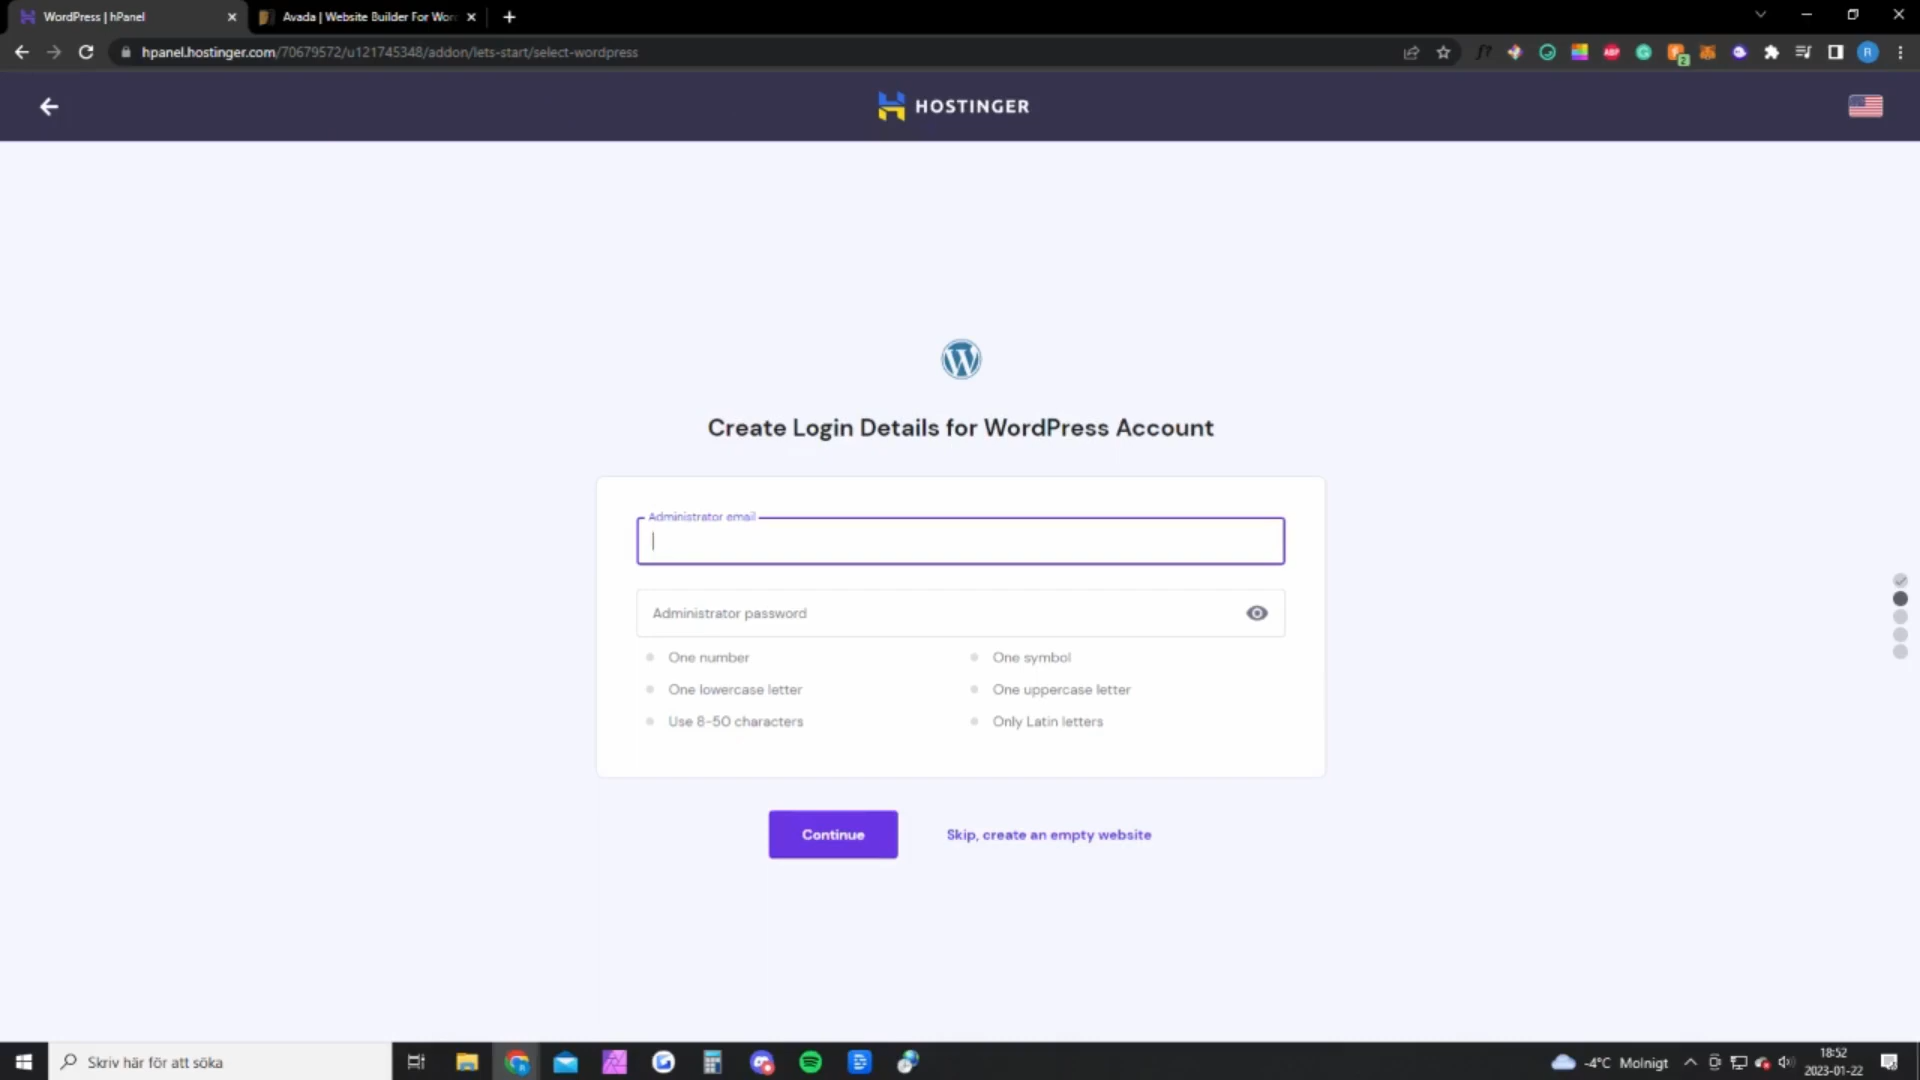 WordPress | hPanel
Avada | Website Builder For Wor
hpanel.hostinger.com/70679572/u121745348/addon/lets-start/select-wordpress
HOSTINGER
Create Login Details for WordPress Account
Administrator email
Administrator password
One number
One symbol
One lowercase letter
One uppercase letter
Use 8-50 characters
Only Latin letters
Continue
Skip, create an empty website
Skriv här för att söka
-4°C Molnigt
18:52
2023-01-22